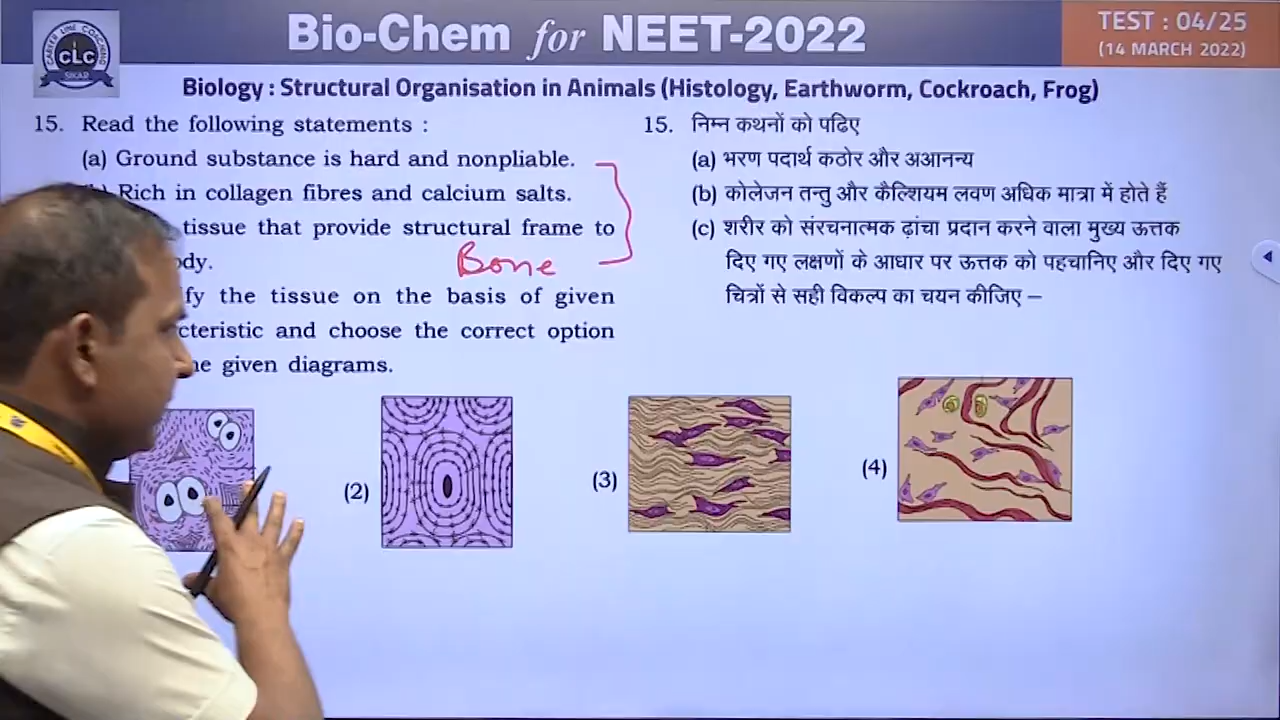 Bio-Chem for NEET-2022
TEST : 04/25
(14 MARCH 2022)
CAREER LINE COACHING
CLC
SIKAR
Biology : Structural Organisation in Animals (Histology, Earthworm, Cockroach, Frog)
15. Read the following statements :
(a) Ground substance is hard and nonpliable.
Rich in collagen fibres and calcium salts.
tissue that provide structural frame to
Bone
the tissue on the basis of given
and choose the correct option
given diagrams.
(2)
(3)
(4)
15. निम्न कथनों को पढिए
(a) भरण पदार्थ कठोर और अआनन्य
(b) कोलेजन तन्तु और कैल्शियम लवण अधिक मात्रा में होते हैं
(c) शरीर को संरचनात्मक ढ़ांचा प्रदान करने वाला मुख्य ऊत्तक
दिए गए लक्षणों के आधार पर ऊत्तक को पहचानिए और दिए गए
चित्रों से सही विकल्प का चयन कीजिए –